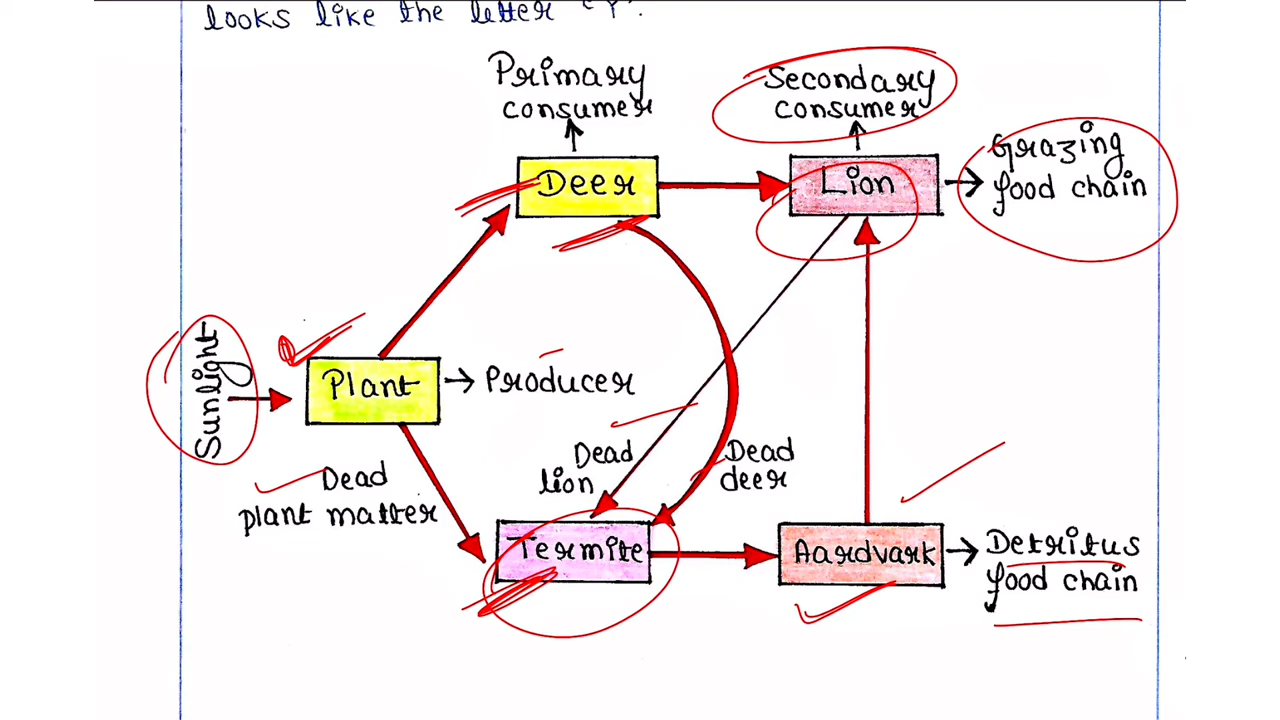 looks like the letter "Y".
Primary
consumer
Secondary
consumer
Deer
Lion
Grazing
food chain
Sunlight
Plant
Producer
Dead
plant matter
Dead
lion
Dead
deer
Termite
Aardvark
Detritus
food chain